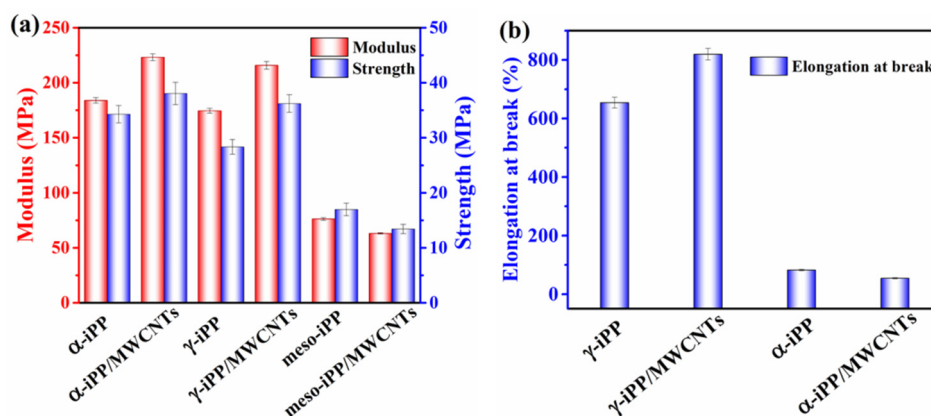 (a)
Modulus (MPa)
250
200
150
100
50
0
Modulus
Strength
50
40
30
20
10
0
Strength (MPa)
α-iPP
α-iPP/MWCNTs
γ-iPP
γ-iPP/MWCNTs
meso-iPP
meso-iPP/MWCNTs
(b)
Elongation at break (%)
800
600
400
200
0
Elongation at break
γ-iPP
γ-iPP/MWCNTs
α-iPP
α-iPP/MWCNTs